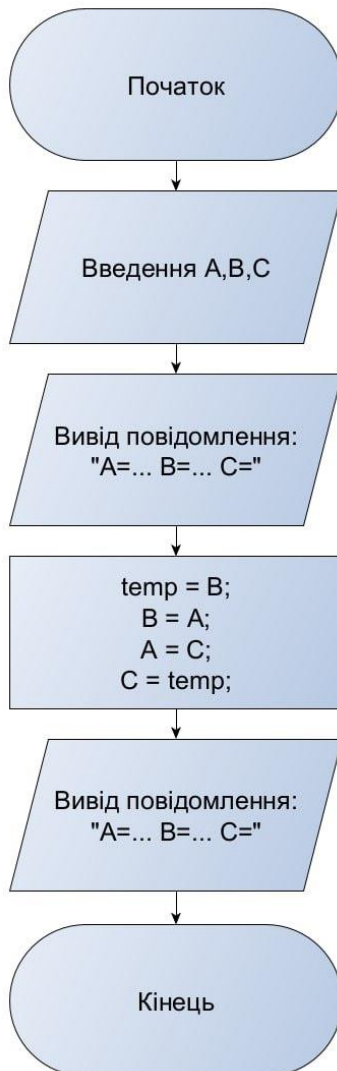 Початок
Введення A,B,C
Вивід повідомлення:
"A=... B=... C="
temp = B;
B = A;
A = C;
C = temp;
Вивід повідомлення:
"A=... B=... C="
Кінець